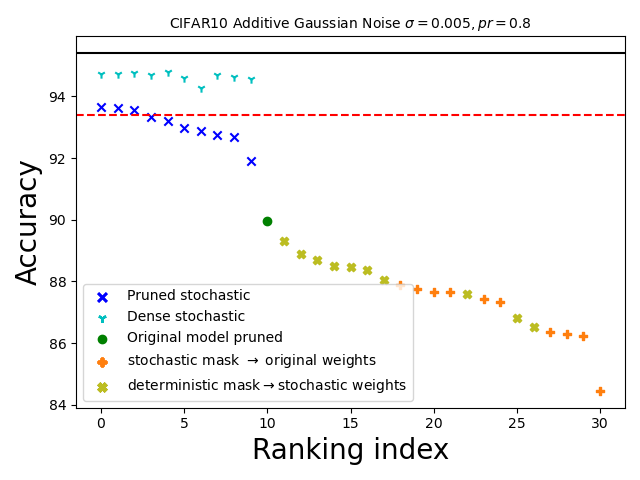 CIFAR10 Additive Gaussian Noise σ = 0.005, pr = 0.8
Accuracy
94
92
90
88
86
84
Pruned stochastic
Dense stochastic
Original model pruned
stochastic mask → original weights
deterministic mask→stochastic weights
0 5 10 15 20 25 30
Ranking index